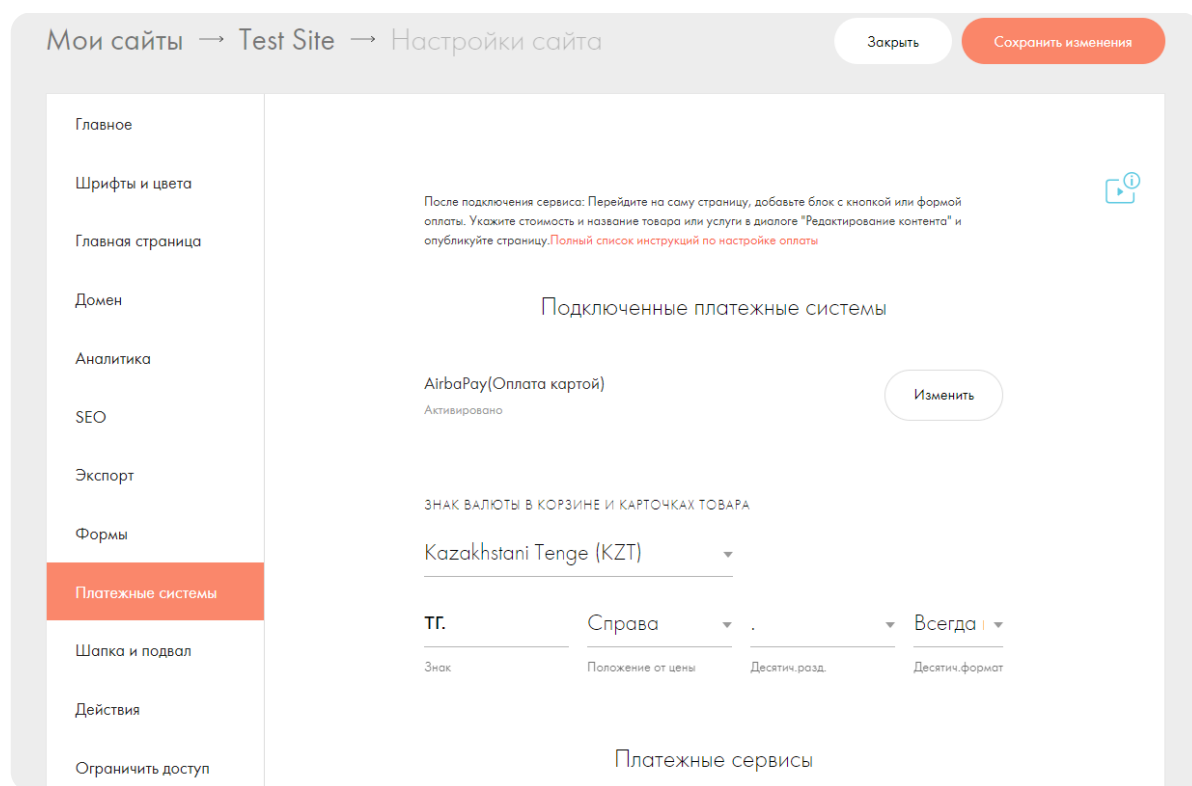 Мои сайты → Test Site → Настройки сайта
Закрыть
Сохранить изменения
Главное
Шрифты и цвета
Главная страница
Домен
Аналитика
SEO
Экспорт
Формы
Платежные системы
Шапка и подвал
Действия
Ограничить доступ
После подключения сервиса: Перейдите на саму страницу, добавьте блок с кнопкой или формой
оплаты. Укажите стоимость и название товара или услуги в диалоге "Редактирование контента" и
опубликуйте страницу.Полный список инструкций по настройке оплаты
Подключенные платежные системы
AirbaPay(Оплата картой)
Активировано
Изменить
ЗНАК ВАЛЮТЫ В КОРЗИНЕ И КАРТОЧКАХ ТОВАРА
Kazakhstani Tenge (KZT)
тг.
Справа
.
Всегда
Знак
Положение от цены
Десятич.разд.
Десятич.формат
Платежные сервисы